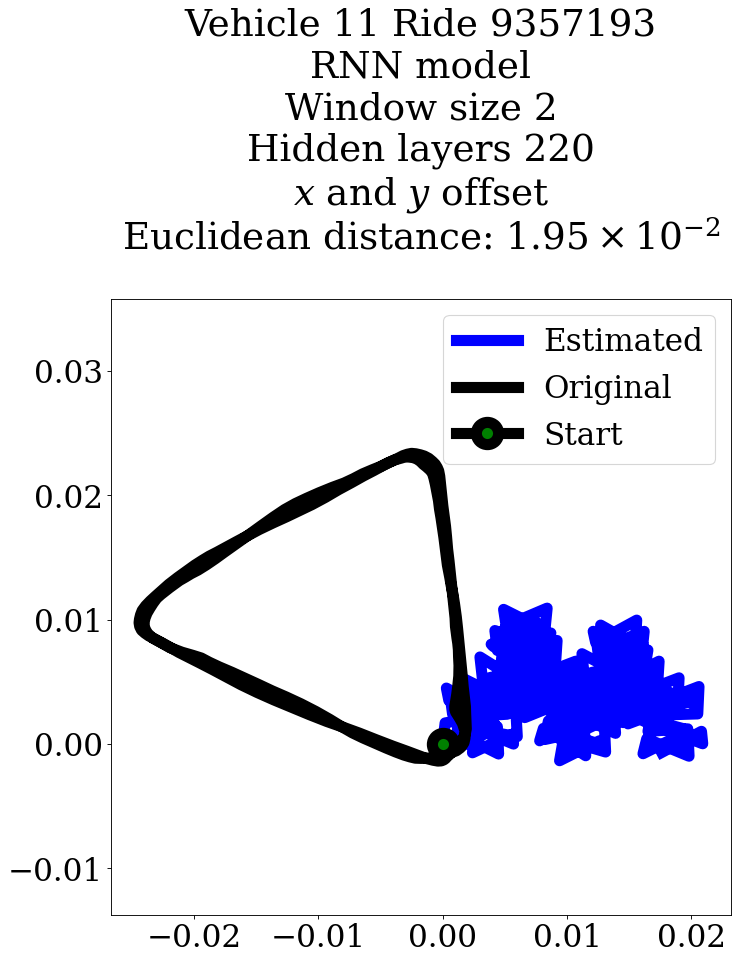 Vehicle 11 Ride 9357193
RNN model
Window size 2
Hidden layers 220
x and y offset
Euclidean distance: 1.95 × 10⁻²
Estimated
Original
Start
0.03
0.02
0.01
0.00
−0.01
−0.02 −0.01 0.00 0.01 0.02